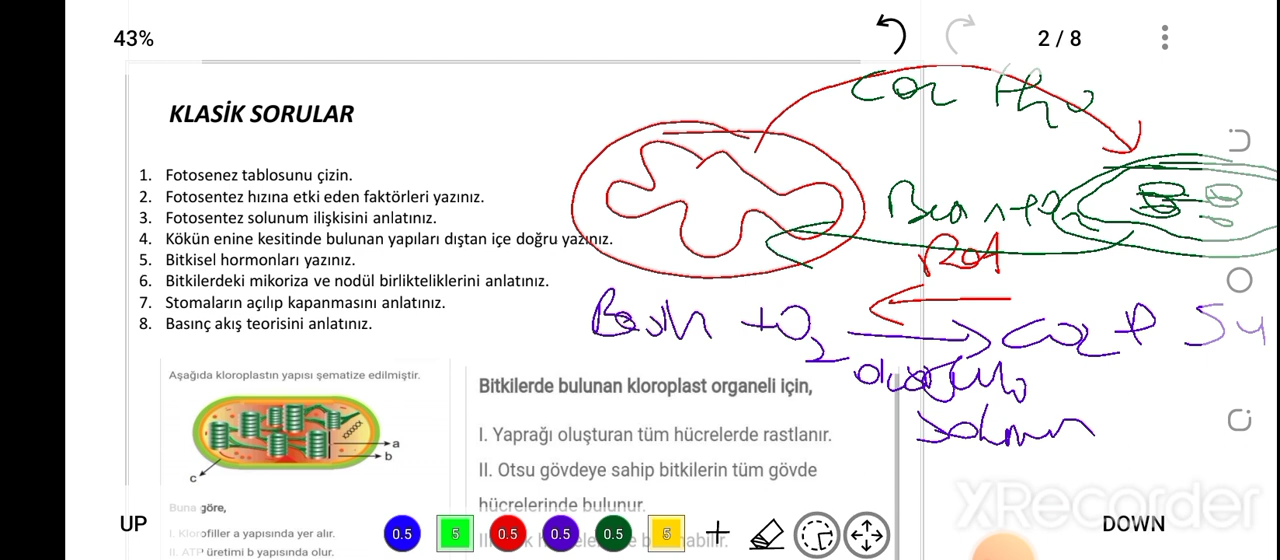 43%
2 / 8
KLASİK SORULAR
1. Fotosenez tablosunu çizin.
2. Fotosentez hızına etki eden faktörleri yazınız.
3. Fotosentez solunum ilişkisini anlatınız.
4. Kökün enine kesitinde bulunan yapıları dıştan içe doğru yazınız.
5. Bitkisel hormonları yazınız.
6. Bitkilerdeki mikoriza ve nodül birlikteliklerini anlatınız.
7. Stomaların açılıp kapanmasını anlatınız.
8. Basınç akış teorisini anlatınız.
Besin + O2 → CO2 + Su
Aşağıda kloroplastın yapısı şematize edilmiştir.
a
b
c
Buna göre,
I. Klorofiller a yapısında yer alır.
II. ATP üretimi b yapısında olur.
Bitkilerde bulunan kloroplast organeli için,
I. Yaprağı oluşturan tüm hücrelerde rastlanır.
II. Otsu gövdeye sahip bitkilerin tüm gövde
hücrelerinde bulunur.
UP
0.5
5
0.5
0.5
0.5
5
DOWN
XRecorder